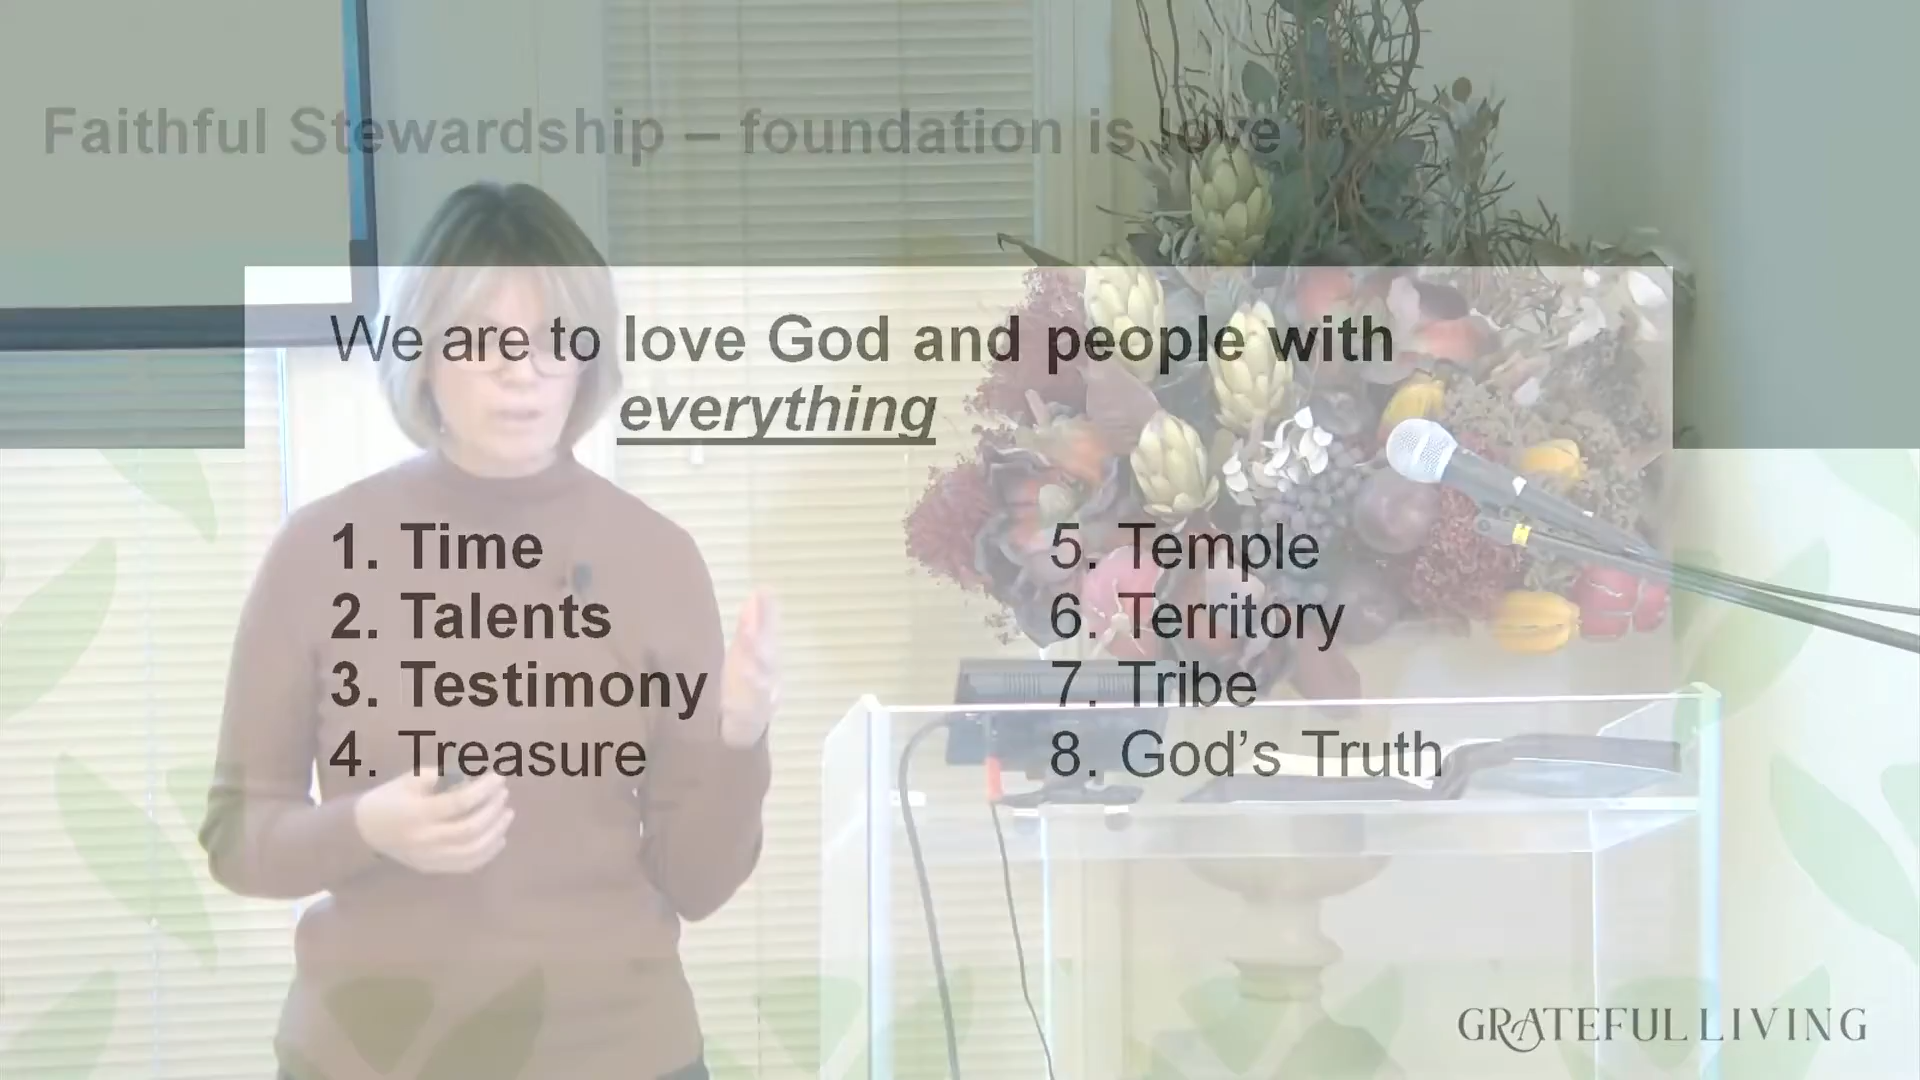 Faithful Stewardship – foundation is love
We are to love God and people with
everything
1. Time
2. Talents
3. Testimony
4. Treasure
5. Temple
6. Territory
7. Tribe
8. God’s Truth
GRATEFUL LIVING